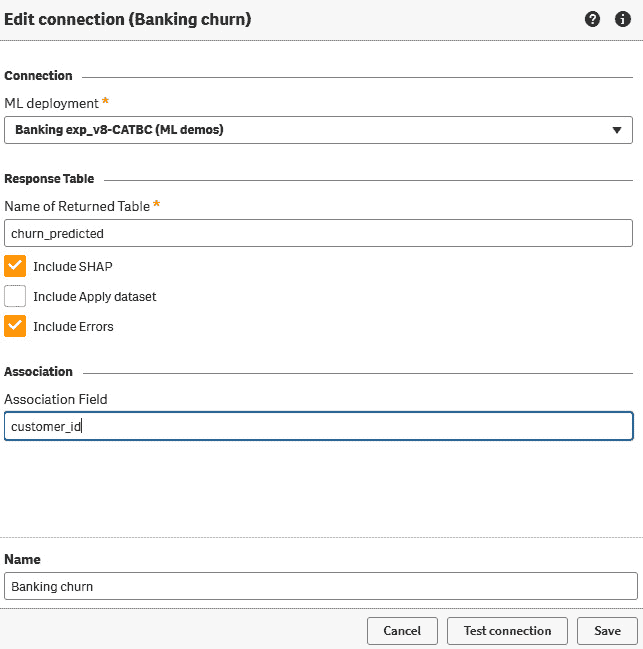 Edit connection (Banking churn)
Connection
ML deployment *
Banking exp_v8-CATBC (ML demos)
Response Table
Name of Returned Table *
churn_predicted
Include SHAP
Include Apply dataset
Include Errors
Association
Association Field
customer_id
Name
Banking churn
Cancel Test connection Save